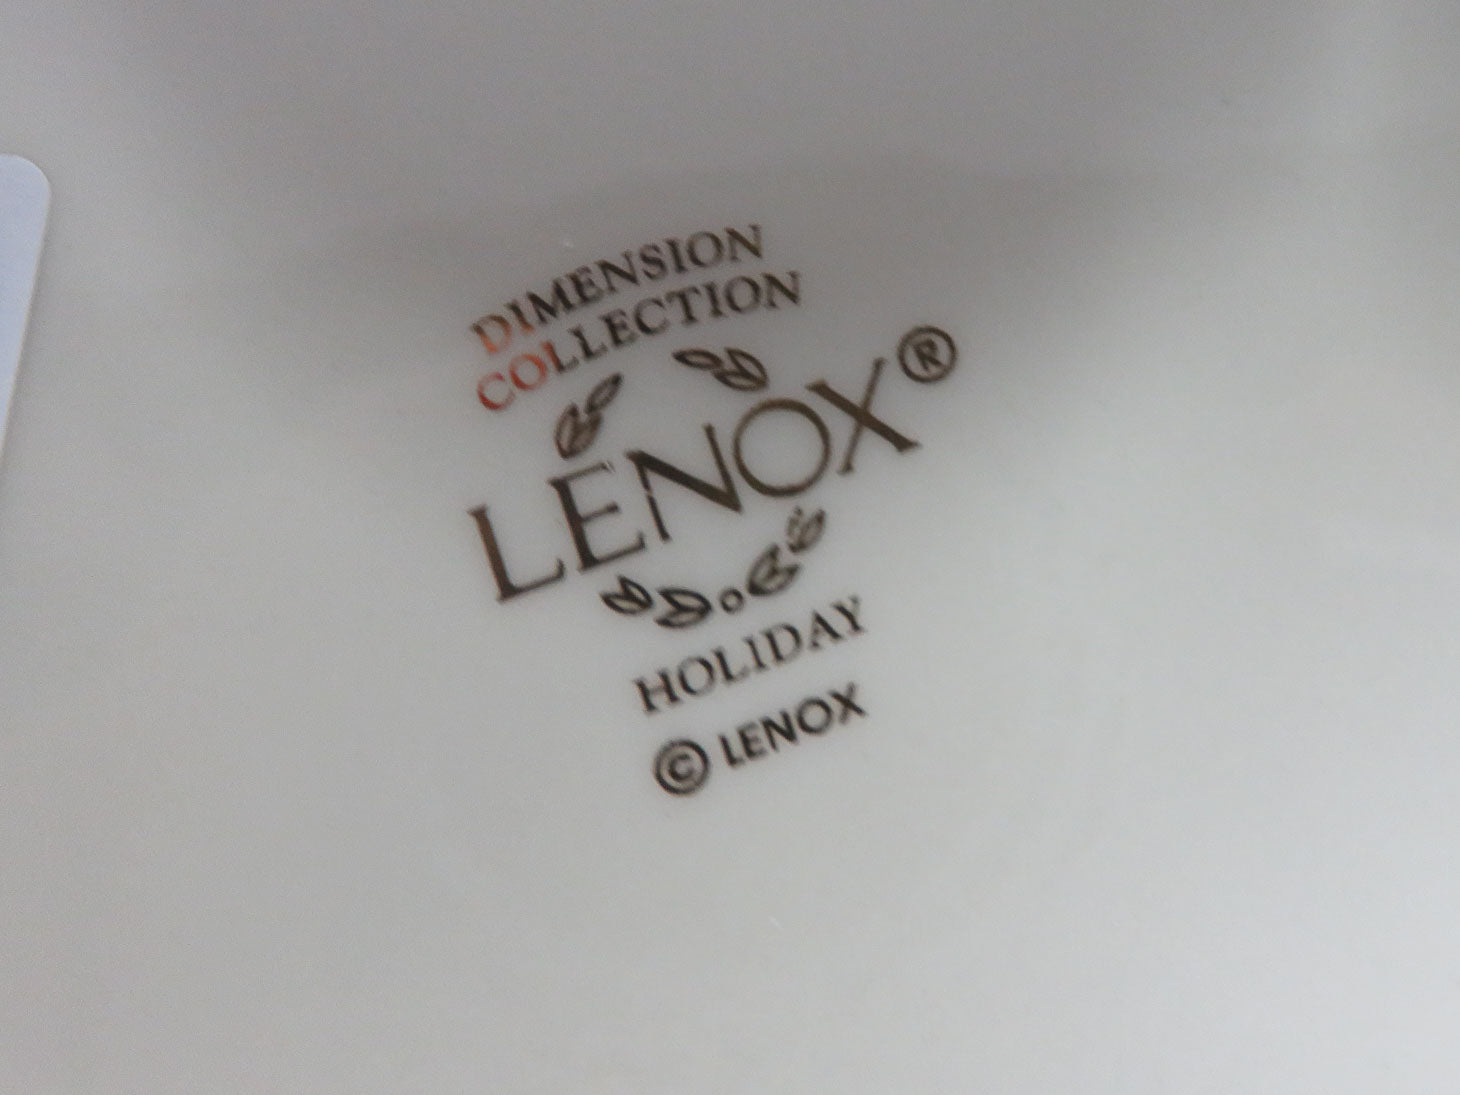 DIMENSION
COLLECTION
LENOX®
HOLIDAY
© LENOX